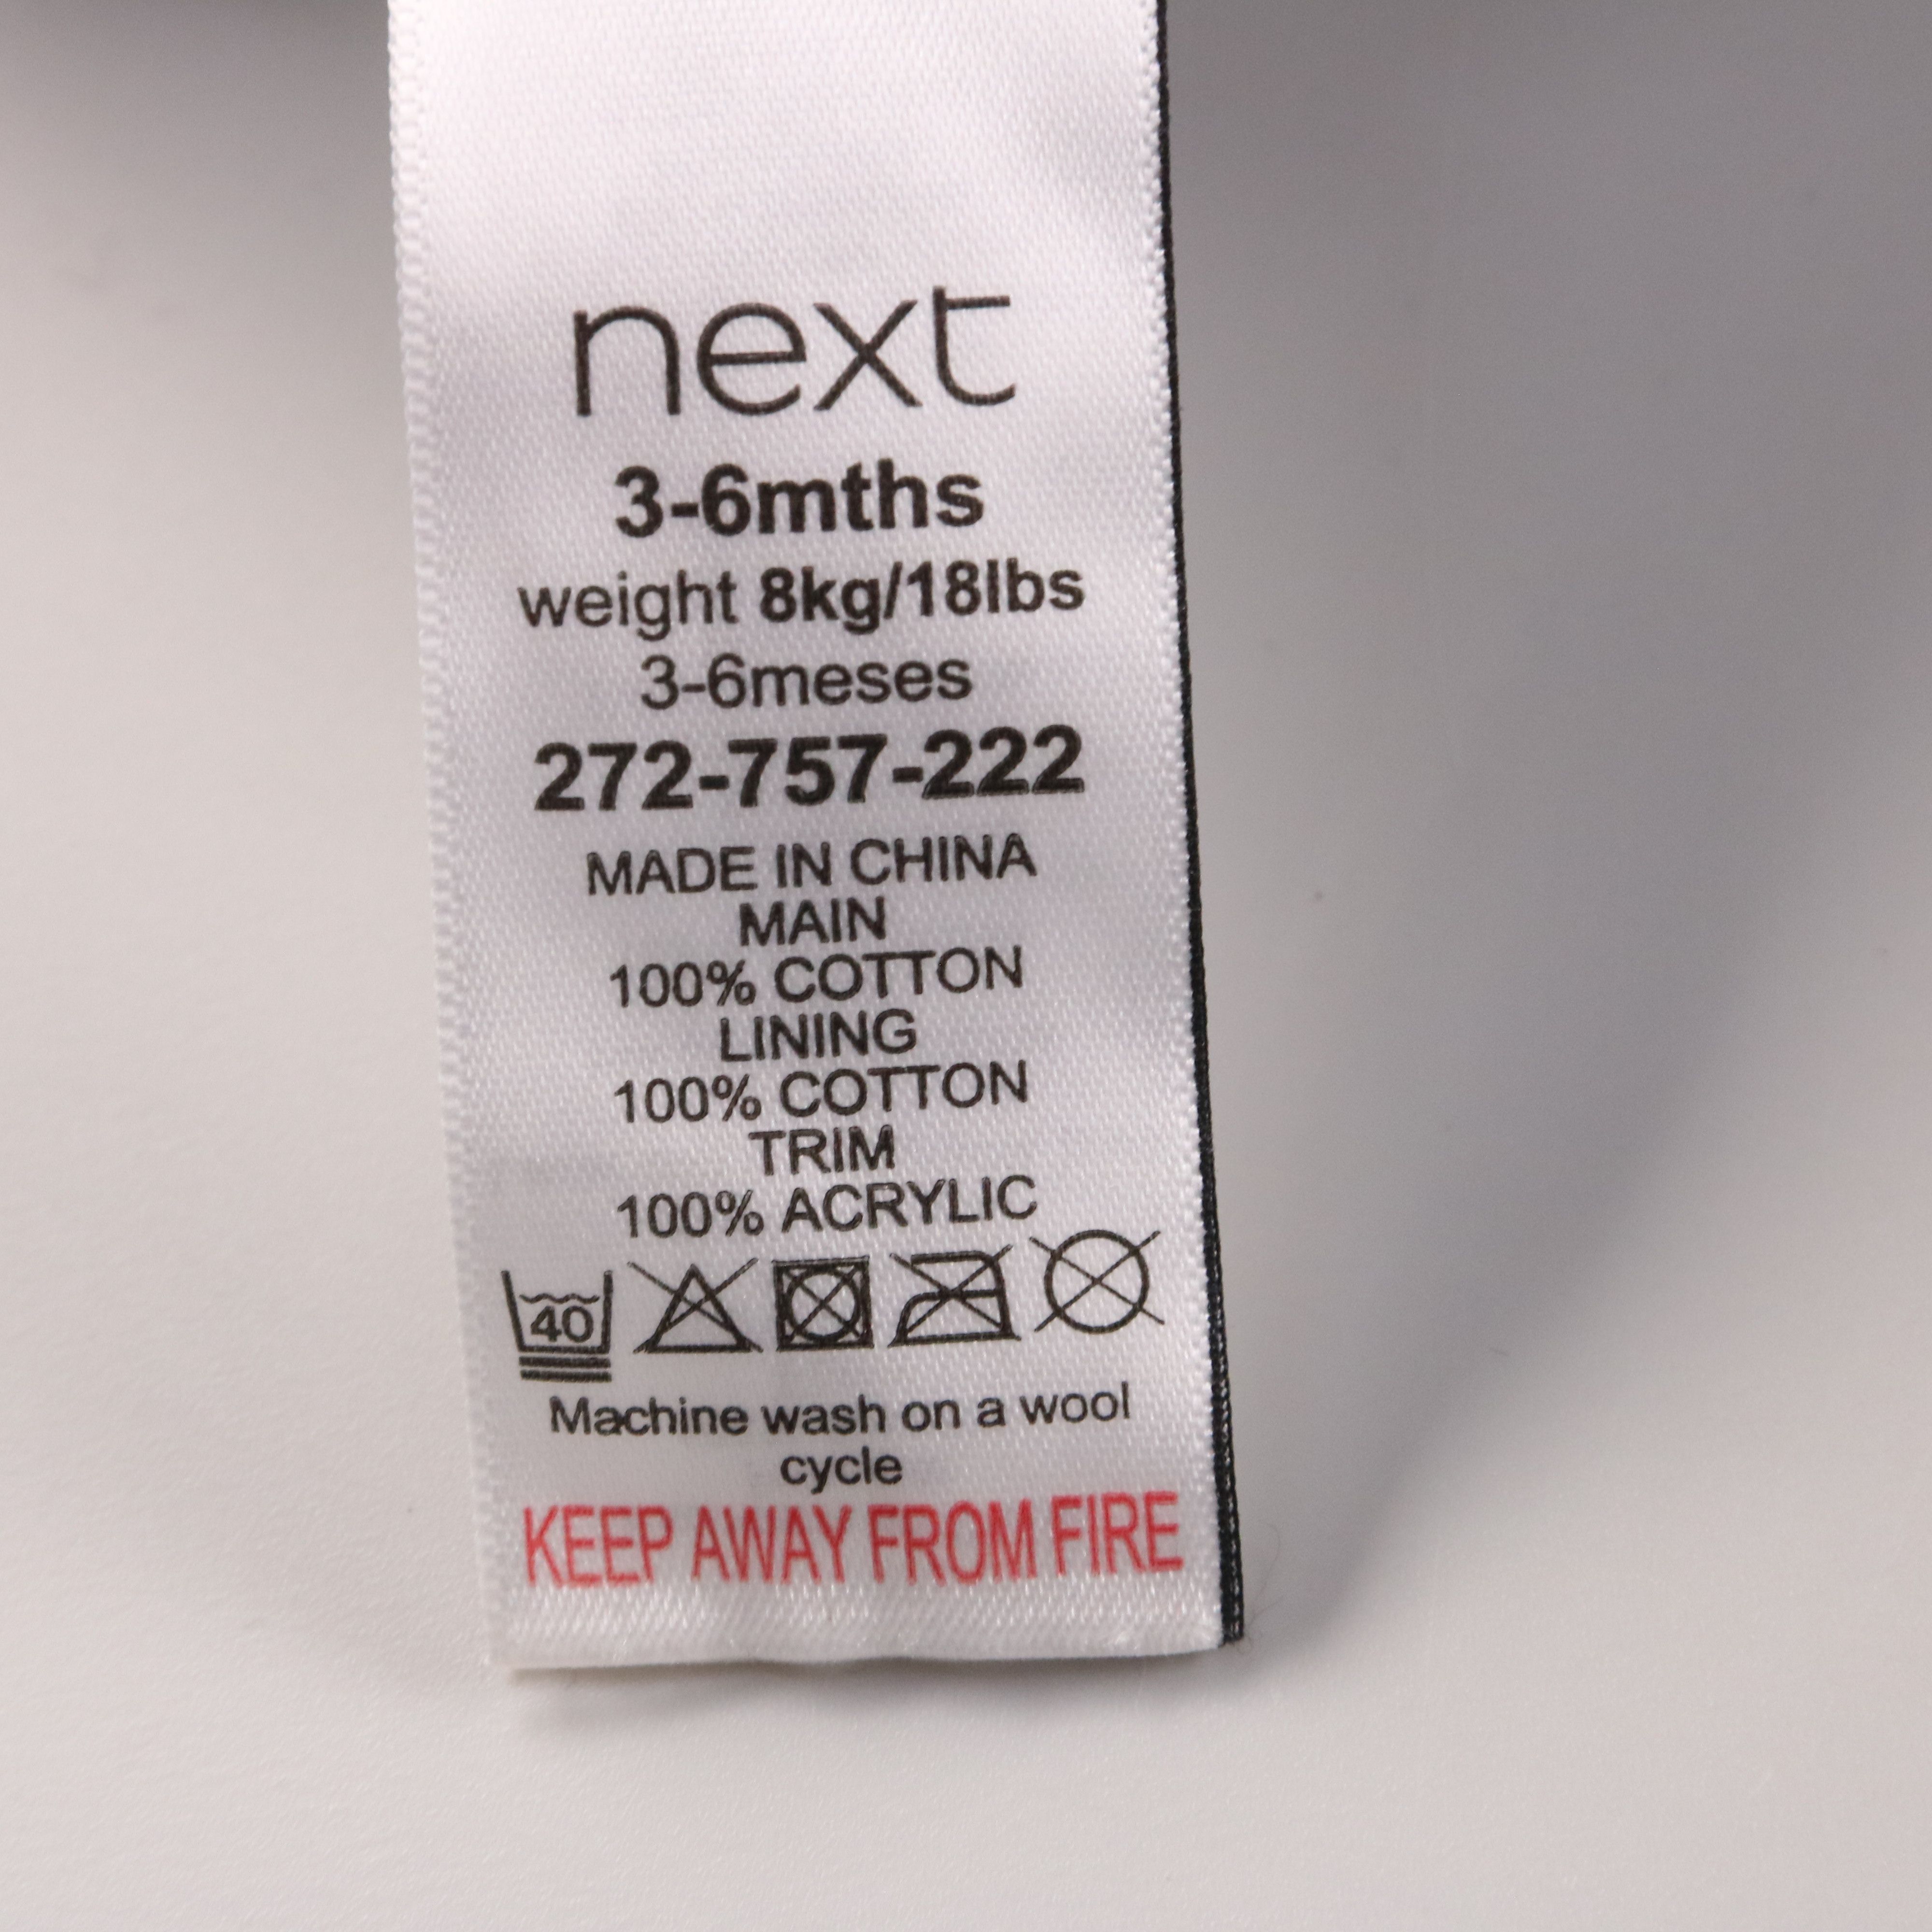 next
3-6mths
weight 8kg/18lbs
3-6meses
272-757-222
MADE IN CHINA
MAIN
100% COTTON
LINING
100% COTTON
TRIM
100% ACRYLIC
40
Machine wash on a wool
cycle
KEEP AWAY FROM FIRE